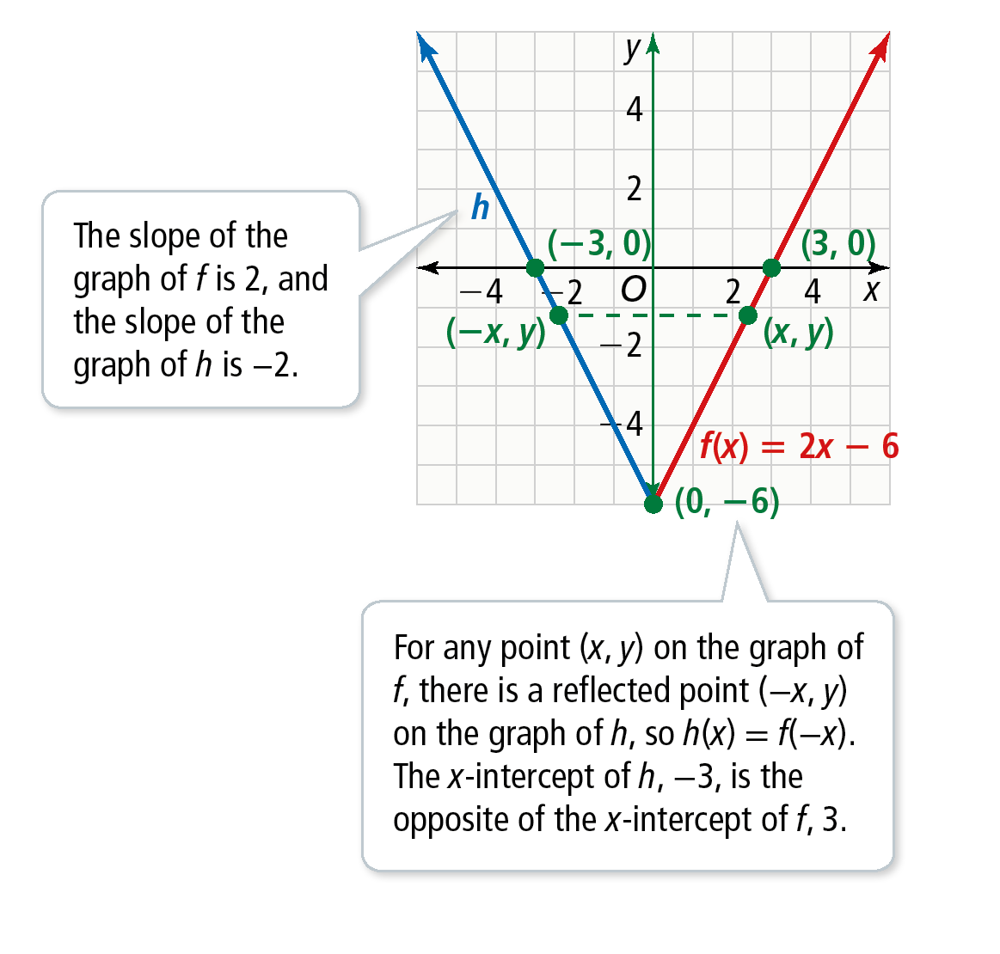 y
4
2
h
(−3, 0)
(3, 0)
−4
−2
O
2
4
x
(−x, y)
(x, y)
−2
−4
f(x) = 2x − 6
(0, −6)
The slope of the
graph of f is 2, and
the slope of the
graph of h is −2.
For any point (x, y) on the graph of
f, there is a reflected point (−x, y)
on the graph of h, so h(x) = f(−x).
The x-intercept of h, −3, is the
opposite of the x-intercept of f, 3.